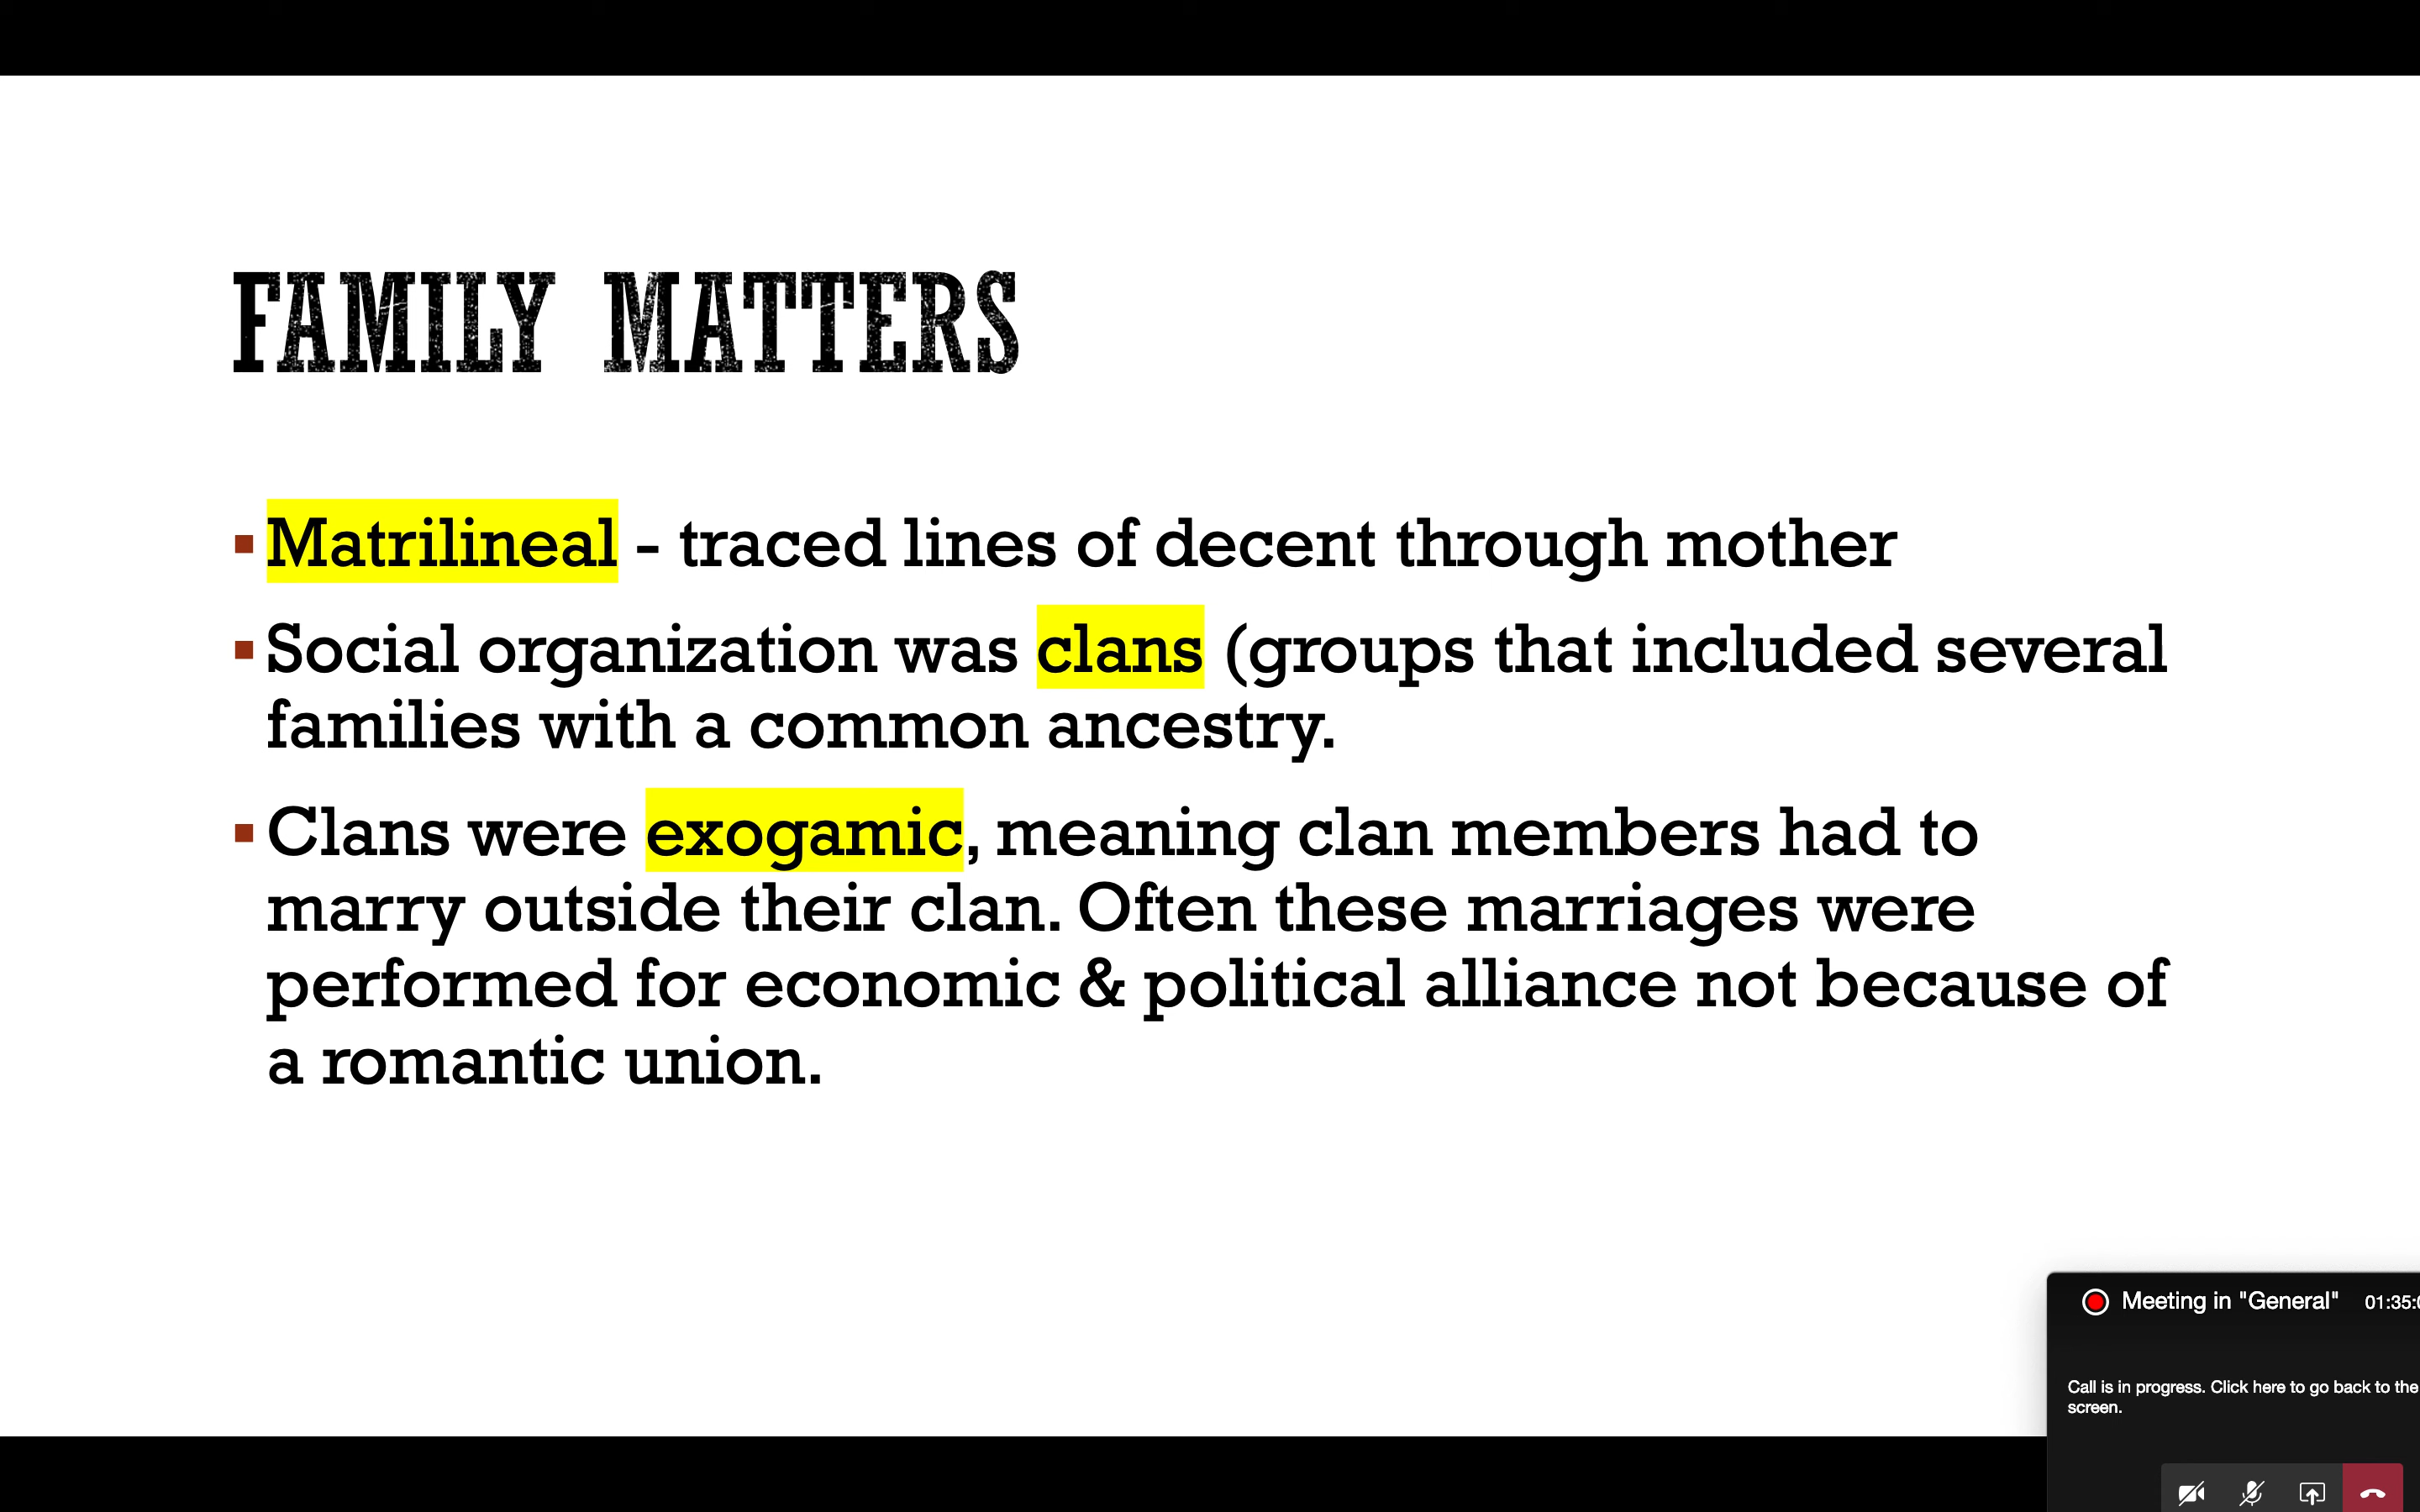 FAMILY MATTERS
Matrilineal - traced lines of decent through mother
Social organization was clans (groups that included several
families with a common ancestry.
Clans were exogamic, meaning clan members had to
marry outside their clan. Often these marriages were
performed for economic & political alliance not because of
a romantic union.
Meeting in "General" 01:35:
Call is in progress. Click here to go back to the
screen.